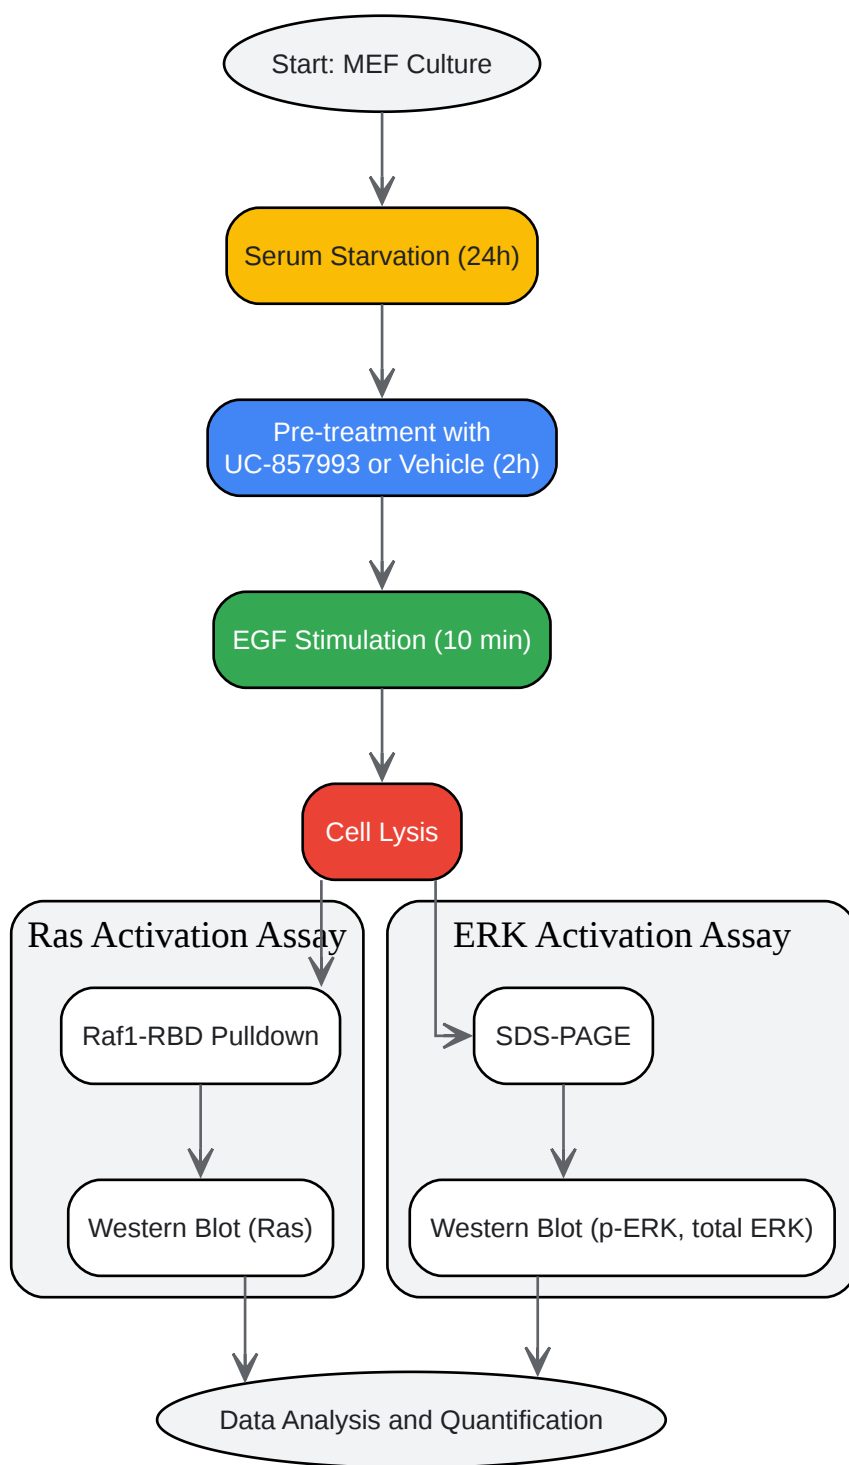 Start: MEF Culture
Serum Starvation (24h)
Pre-treatment with
UC-857993 or Vehicle (2h)
EGF Stimulation (10 min)
Cell Lysis
Ras Activation Assay
Raf1-RBD Pulldown
Western Blot (Ras)
ERK Activation Assay
SDS-PAGE
Western Blot (p-ERK, total ERK)
Data Analysis and Quantification